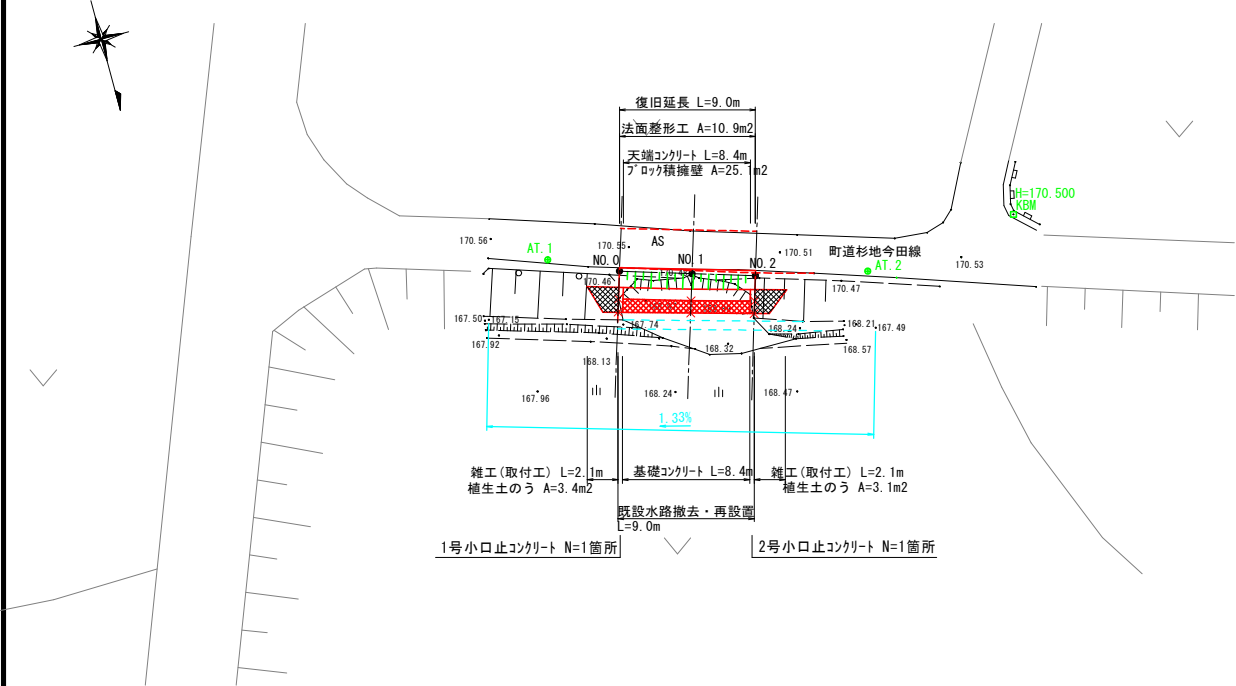 復旧延長 L=9.0m
法面整形工 A=10.9m2
天端コンクリート L=8.4m
ブロック積擁壁 A=25.1m2
H=170.500
KBM
170.56
AT.1
170.55
AS
170.51
町道杉地今田線
170.53
NO.0
NO.1
NO.2
AT.2
170.46
170.47
167.50
167.15
167.74
168.24
168.21
167.49
167.92
168.13
168.32
168.57
167.96
168.24
168.47
1.33%
雑工(取付工) L=2.1m
植生土のう A=3.4m2
基礎コンクリート L=8.4m
雑工(取付工) L=2.1m
植生土のう A=3.1m2
既設水路撤去・再設置
L=9.0m
1号小口止コンクリート N=1箇所
2号小口止コンクリート N=1箇所